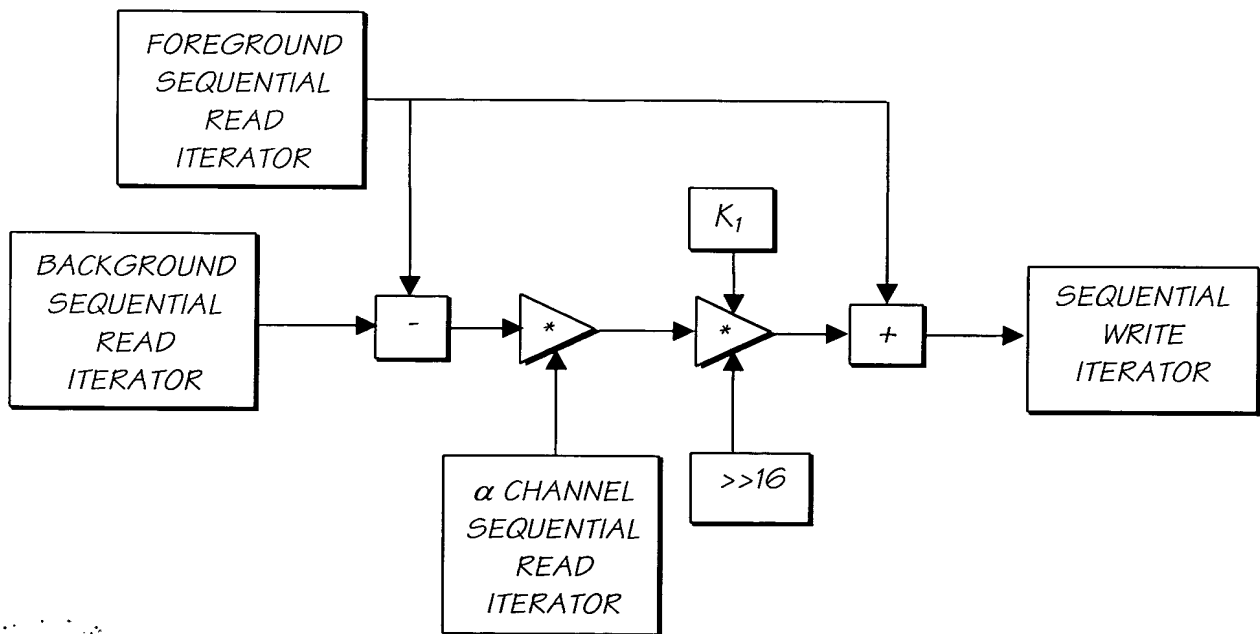 FOREGROUND
SEQUENTIAL
READ
ITERATOR
K₁
BACKGROUND
SEQUENTIAL
READ
ITERATOR
-
*
*
+
SEQUENTIAL
WRITE
ITERATOR
α CHANNEL
SEQUENTIAL
READ
ITERATOR
>>16